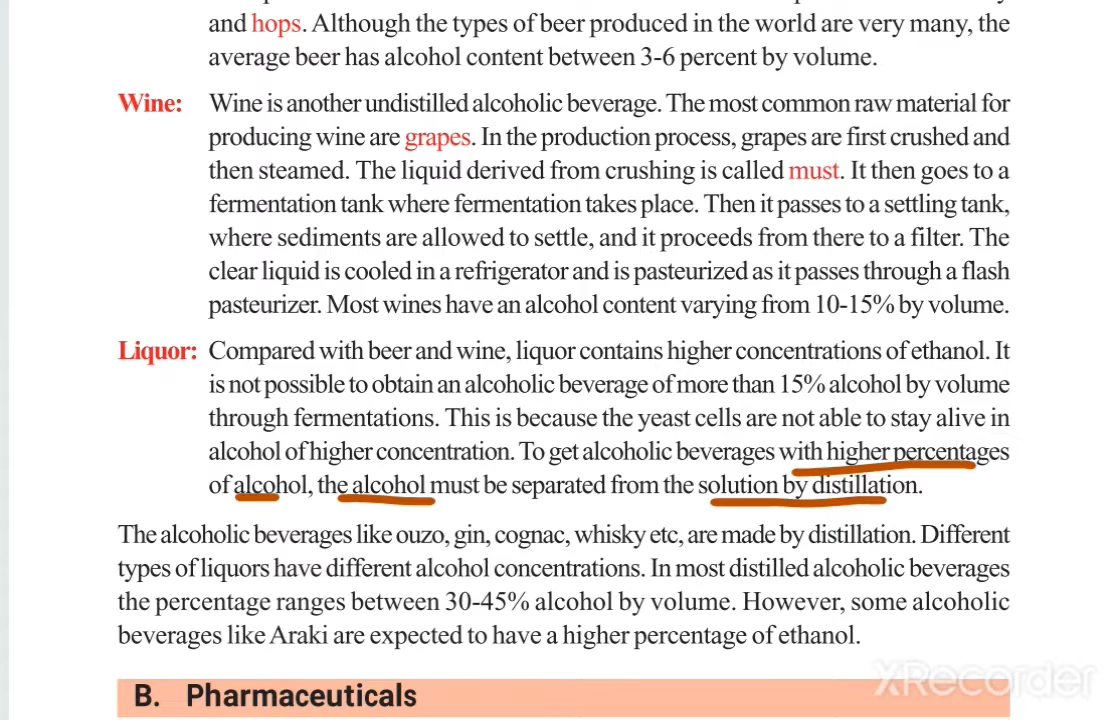 and hops. Although the types of beer produced in the world are very many, the
average beer has alcohol content between 3-6 percent by volume.
Wine: Wine is another undistilled alcoholic beverage. The most common raw material for
producing wine are grapes. In the production process, grapes are first crushed and
then steamed. The liquid derived from crushing is called must. It then goes to a
fermentation tank where fermentation takes place. Then it passes to a settling tank,
where sediments are allowed to settle, and it proceeds from there to a filter. The
clear liquid is cooled in a refrigerator and is pasteurized as it passes through a flash
pasteurizer. Most wines have an alcohol content varying from 10-15% by volume.
Liquor: Compared with beer and wine, liquor contains higher concentrations of ethanol. It
is not possible to obtain an alcoholic beverage of more than 15% alcohol by volume
through fermentations. This is because the yeast cells are not able to stay alive in
alcohol of higher concentration. To get alcoholic beverages with higher percentages
of alcohol, the alcohol must be separated from the solution by distillation.
The alcoholic beverages like ouzo, gin, cognac, whisky etc, are made by distillation. Different
types of liquors have different alcohol concentrations. In most distilled alcoholic beverages
the percentage ranges between 30-45% alcohol by volume. However, some alcoholic
beverages like Araki are expected to have a higher percentage of ethanol.
XRecorder
B. Pharmaceuticals